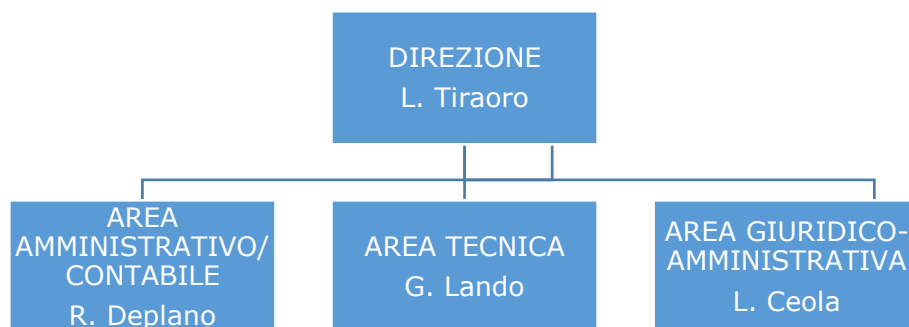 DIREZIONE
L. Tiraoro
AREA
AMMINISTRATIVO/
CONTABILE
R. Deplano
AREA TECNICA
G. Lando
AREA GIURIDICO-
AMMINISTRATIVA
L. Ceola